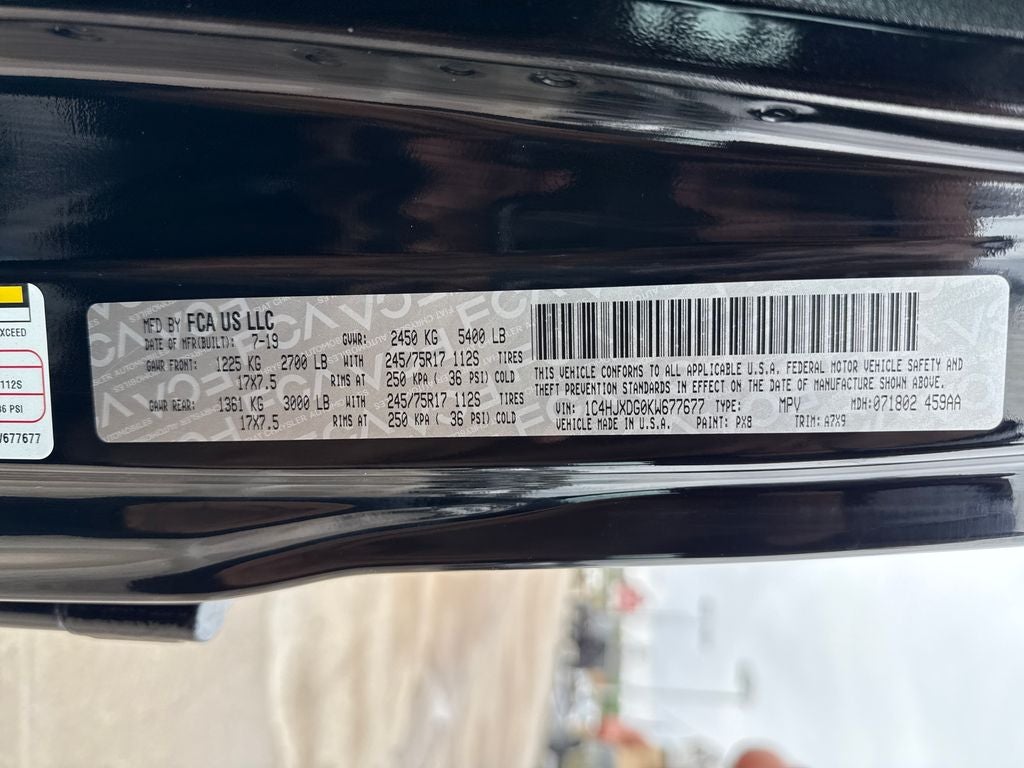 XCEED
112S
36 PSI
W677677
MFD BY FCA US LLC
DATE OF MFR(BUILT): 7-19 GVWR: 2450 KG 5400 LB
GAWR FRONT: 1225 KG 2700 LB WITH 245/75R17 112S TIRES
17X7.5 RIMS AT 250 KPA ( 36 PSI) COLD
GAWR REAR: 1361 KG 3000 LB WITH 245/75R17 112S TIRES
17X7.5 RIMS AT 250 KPA ( 36 PSI) COLD
THIS VEHICLE CONFORMS TO ALL APPLICABLE U.S.A. FEDERAL MOTOR VEHICLE SAFETY AND
THEFT PREVENTION STANDARDS IN EFFECT ON THE DATE OF MANUFACTURE SHOWN ABOVE.
VIN: 1C4HJXDG0KW677677 TYPE: MPV MDH: 071802 459AA
VEHICLE MADE IN U.S.A. PAINT: PX8 TRIM: A7X9